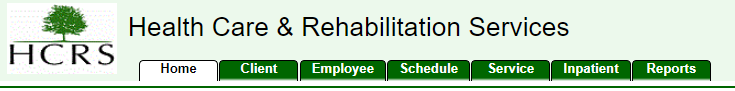 Health Care & Rehabilitation Services
HCRS
Home Client Employee Schedule Service Inpatient Reports